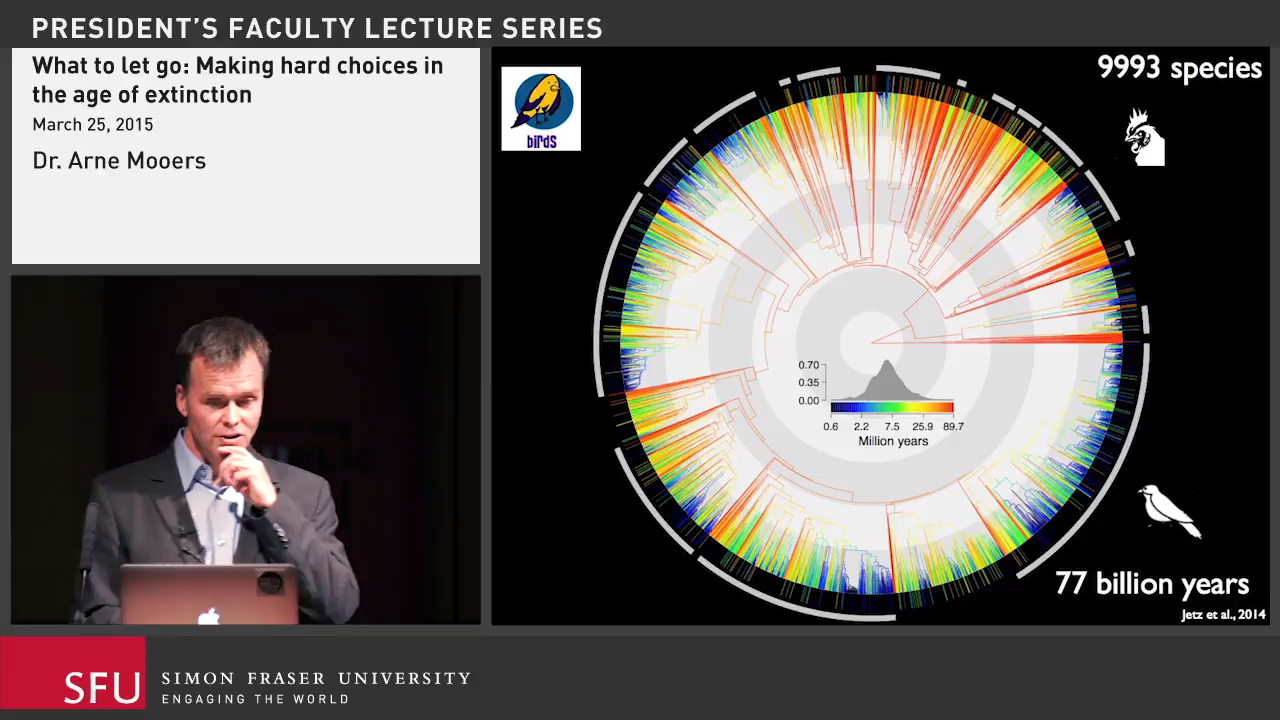 PRESIDENT'S FACULTY LECTURE SERIES
What to let go: Making hard choices in
the age of extinction
March 25, 2015
Dr. Arne Mooers
birds
9993 species
0.70
0.35
0.00
0.6 2.2 7.5 25.9 89.7
Million years
77 billion years
Jetz et al., 2014
SFU
SIMON FRASER UNIVERSITY
ENGAGING THE WORLD